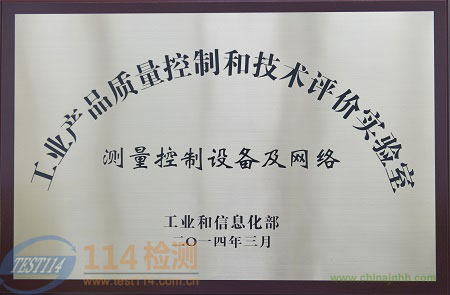 工业产品质量控制和技术评价实验室
测量控制设备及网络
工业和信息化部
二〇一四年三月
TEST114
114检测
www.test114.com.cn
www.chinainhh.com